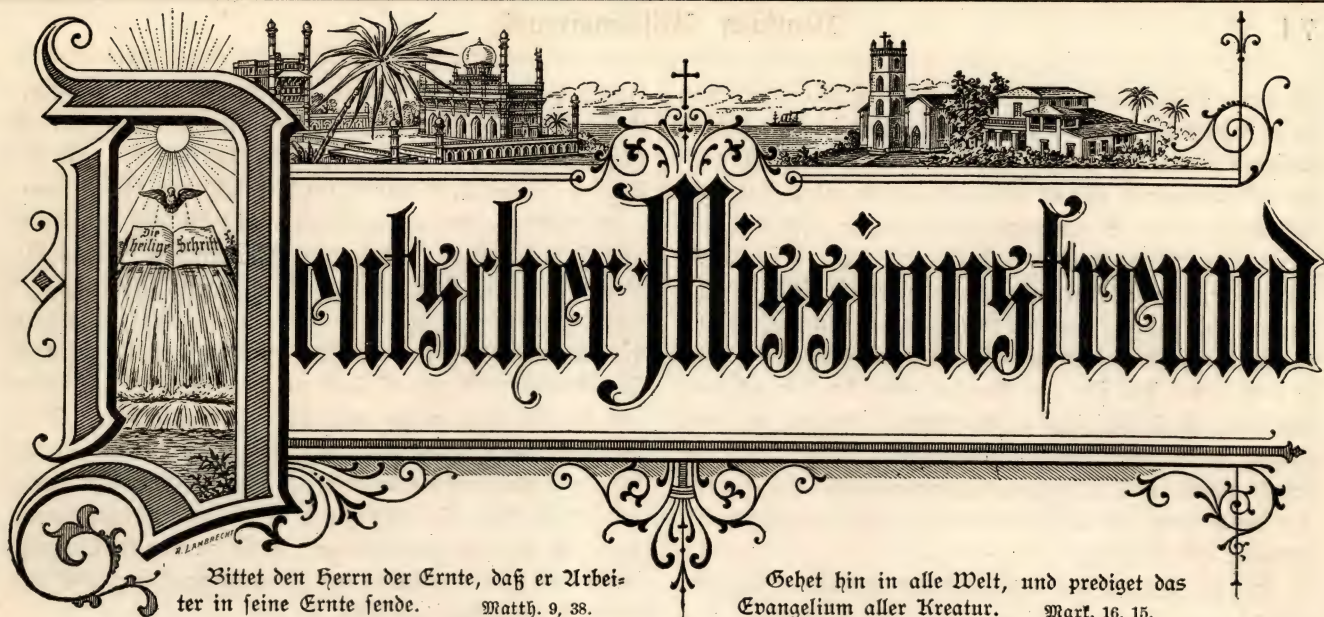 Die
heilige Schrift
Deutscher Missionsfreund
R. LAMBRECHT
Bittet den Herrn der Ernte, daß er Arbei-
ter in seine Ernte sende. Matth. 9, 38.
Gehet hin in alle Welt, und prediget das
Evangelium aller Kreatur. Mark. 16, 15.